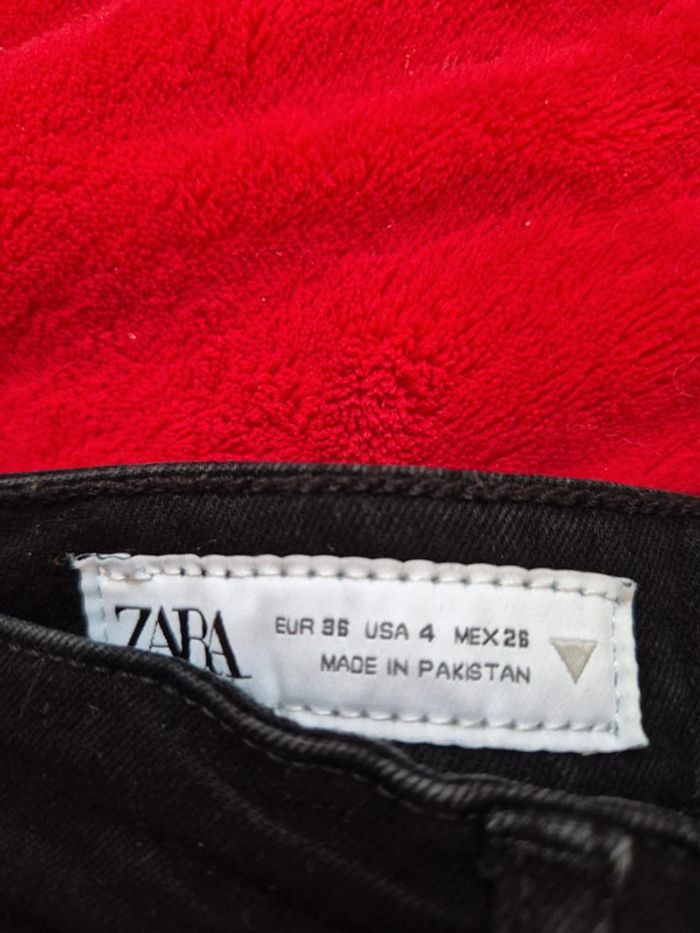 ZARA
EUR 36 USA 4 MEX 26
MADE IN PAKISTAN